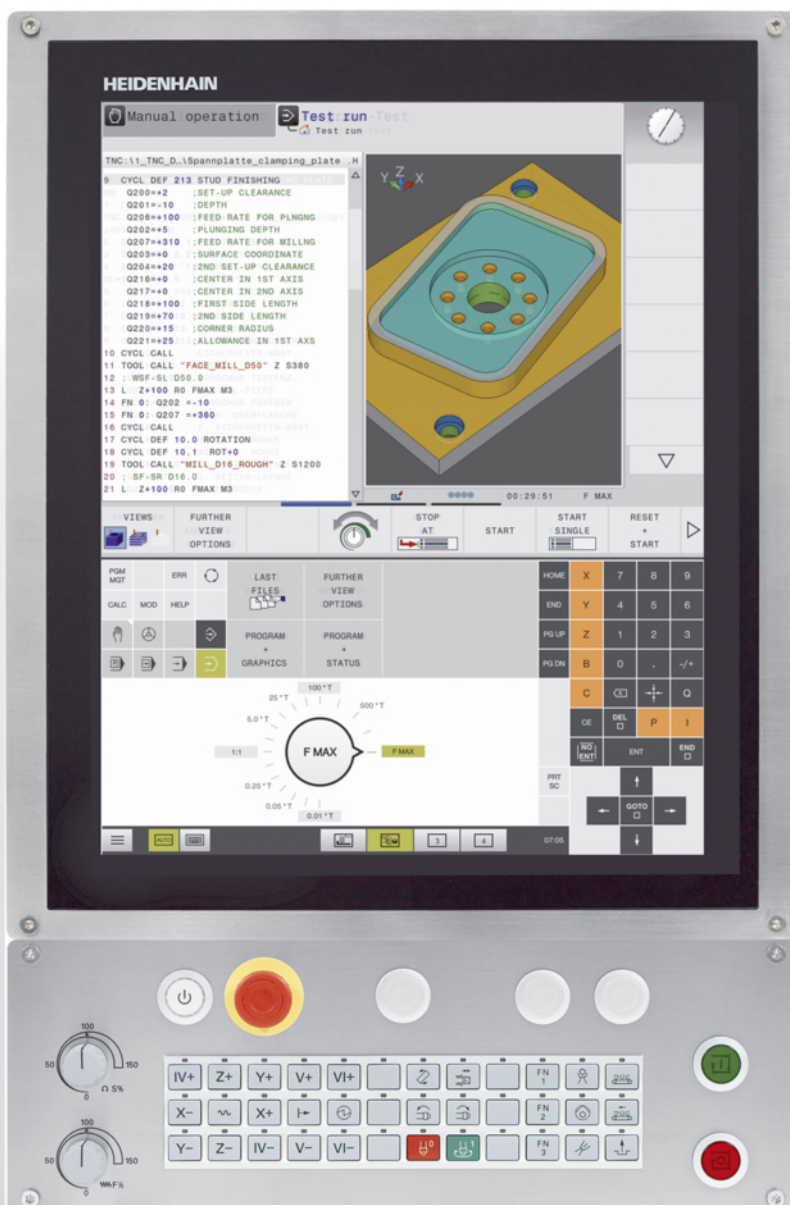 HEIDENHAIN
Manual operation
Test run
Test run
TNC:\1_TNC_D…\Spannplatte_clamping_plate .H
9 CYCL DEF 213 STUD FINISHING
Q200=+2 ;SET-UP CLEARANCE
Q201=-10 ;DEPTH
Q206=+100 ;FEED RATE FOR PLNGNG
Q202=+5 ;PLUNGING DEPTH
Q207=+310 ;FEED RATE FOR MILLNG
Q203=+0 ;SURFACE COORDINATE
Q204=+20 ;2ND SET-UP CLEARANCE
Q216=+0 ;CENTER IN 1ST AXIS
Q217=+0 ;CENTER IN 2ND AXIS
Q218=+100 ;FIRST SIDE LENGTH
Q219=+70 ;2ND SIDE LENGTH
Q220=+15 ;CORNER RADIUS
Q221=+25 ;ALLOWANCE IN 1ST AXS
10 CYCL CALL
11 TOOL CALL "FACE_MILL_D50" Z S380
12 ; WSF-SL D50.0
13 L Z+100 R0 FMAX M3
14 FN 0: Q202 =-10
15 FN 0: Q207 =+360
16 CYCL CALL
17 CYCL DEF 10.0 ROTATION
18 CYCL DEF 10.1 ROT+0
19 TOOL CALL "MILL_D16_ROUGH" Z S1200
20 ; SF-SR D16.0
21 L Z+100 R0 FMAX M3
Y Z X
00:29:51 F MAX
VIEWS
FURTHER
VIEW
OPTIONS
STOP
AT
START
START
SINGLE
RESET
+
START
PGM
MGT
ERR
CALC MOD HELP
LAST
FILES
FURTHER
VIEW
OPTIONS
PROGRAM
+
GRAPHICS
PROGRAM
+
STATUS
HOME X 7 8 9
END Y 4 5 6
PG UP Z 1 2 3
PG DN B 0 . -/+
C Q
CE DEL P I
NO
ENT
ENT
END
PRT
SC
GOTO
100 °T
25 °T
500 °T
5.0 °T
1:1
F MAX
F MAX
0.25 °T
0.05 °T
0.01 °T
AUTO
3
4
07:05
100
50
150
0
S%
100
50
150
0
F%
IV+ Z+ Y+ V+ VI+ FN 1
X- X+ FN 2
Y- Z- IV- V- VI- 0 1 FN 3